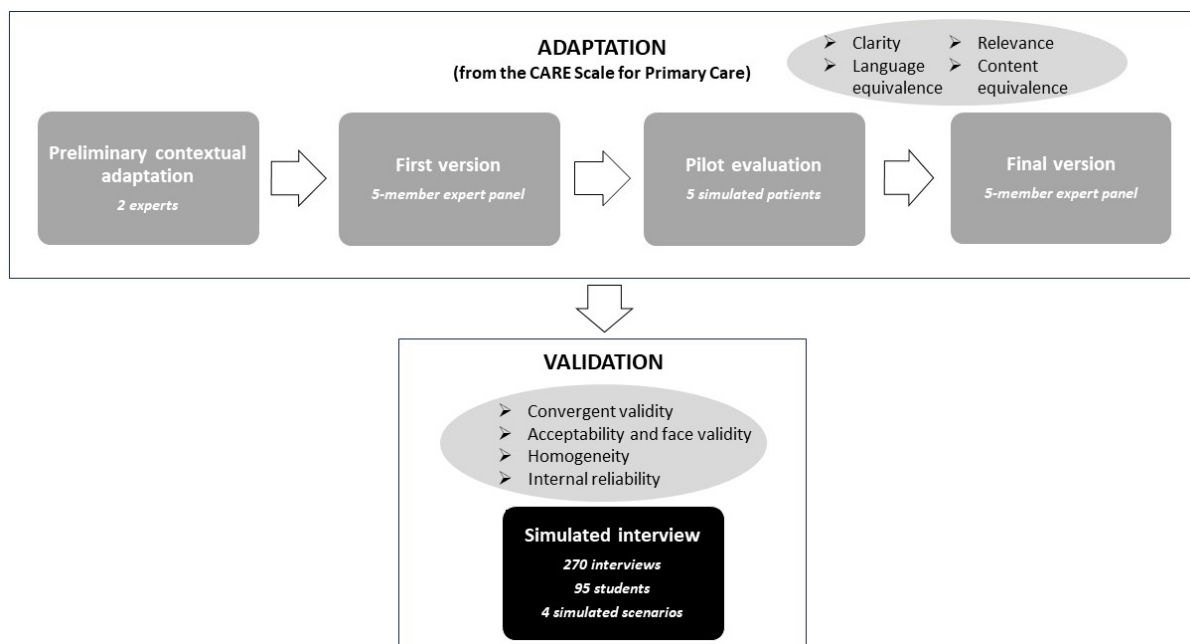 ADAPTATION
(from the CARE Scale for Primary Care)
➢ Clarity
➢ Language
equivalence
➢ Relevance
➢ Content
equivalence
Preliminary contextual
adaptation
2 experts
First version
5-member expert panel
Pilot evaluation
5 simulated patients
Final version
5-member expert panel
VALIDATION
➢ Convergent validity
➢ Acceptability and face validity
➢ Homogeneity
➢ Internal reliability
Simulated interview
270 interviews
95 students
4 simulated scenarios